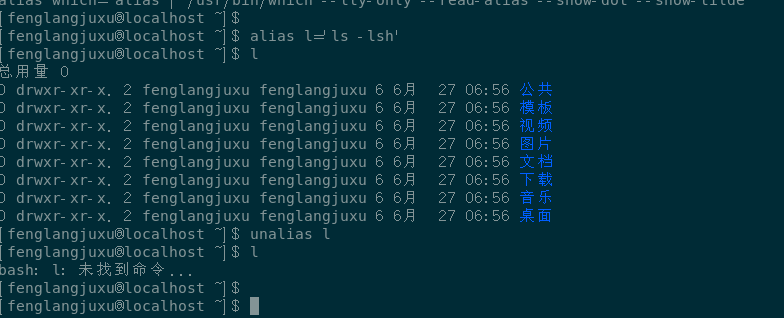 alias which='alias | /usr/bin/which --tty-only --read-alias --show-dot --show-tilde
[fenglangjuxu@localhost ~]$
[fenglangjuxu@localhost ~]$ alias l='ls -lsh'
[fenglangjuxu@localhost ~]$ l
总用量 0
0 drwxr-xr-x. 2 fenglangjuxu fenglangjuxu 6 6月  27 06:56 公共
0 drwxr-xr-x. 2 fenglangjuxu fenglangjuxu 6 6月  27 06:56 模板
0 drwxr-xr-x. 2 fenglangjuxu fenglangjuxu 6 6月  27 06:56 视频
0 drwxr-xr-x. 2 fenglangjuxu fenglangjuxu 6 6月  27 06:56 图片
0 drwxr-xr-x. 2 fenglangjuxu fenglangjuxu 6 6月  27 06:56 文档
0 drwxr-xr-x. 2 fenglangjuxu fenglangjuxu 6 6月  27 06:56 下载
0 drwxr-xr-x. 2 fenglangjuxu fenglangjuxu 6 6月  27 06:56 音乐
0 drwxr-xr-x. 2 fenglangjuxu fenglangjuxu 6 6月  27 06:56 桌面
[fenglangjuxu@localhost ~]$ unalias l
[fenglangjuxu@localhost ~]$ l
bash: l: 未找到命令...
[fenglangjuxu@localhost ~]$
[fenglangjuxu@localhost ~]$